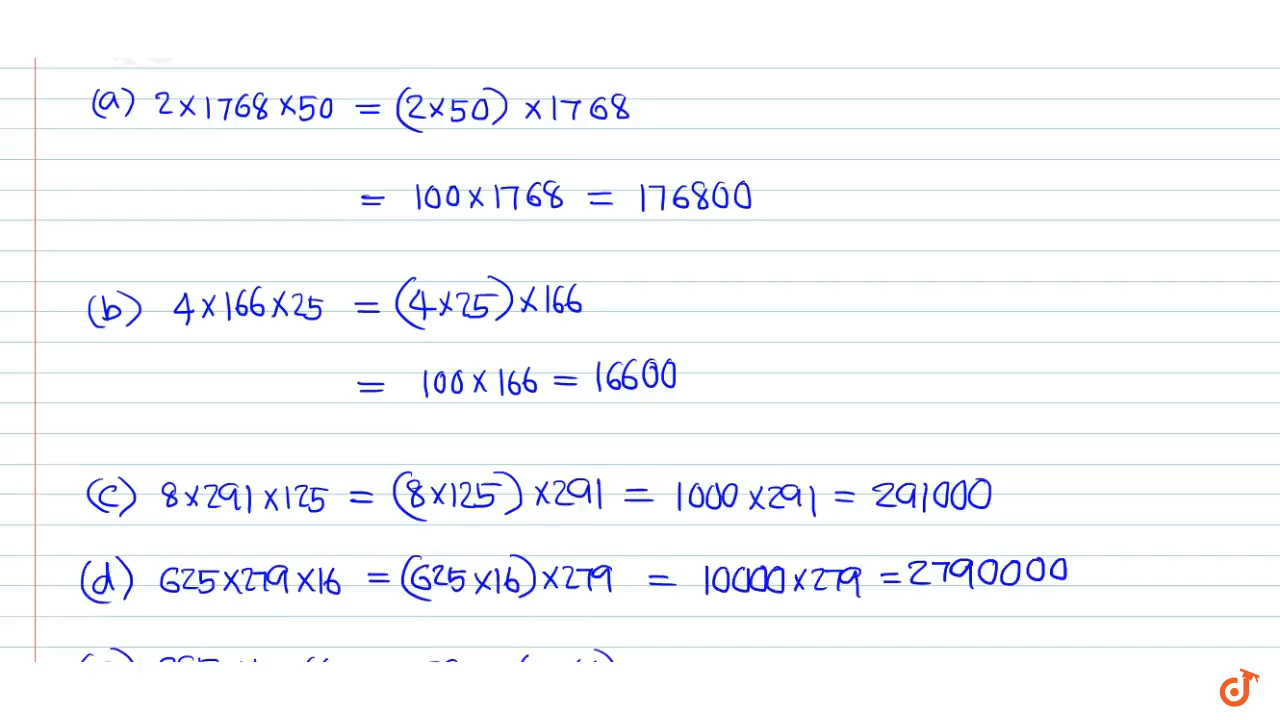 (a) 2×1768×50 = (2×50) ×1768
= 100×1768 = 176800
(b) 4×166×25 = (4×25)×166
= 100×166 = 16600
(c) 8×291×125 = (8×125)×291 = 1000×291 = 291000
(d) 625×279×16 = (625×16)×279 = 10000×279 = 2790000